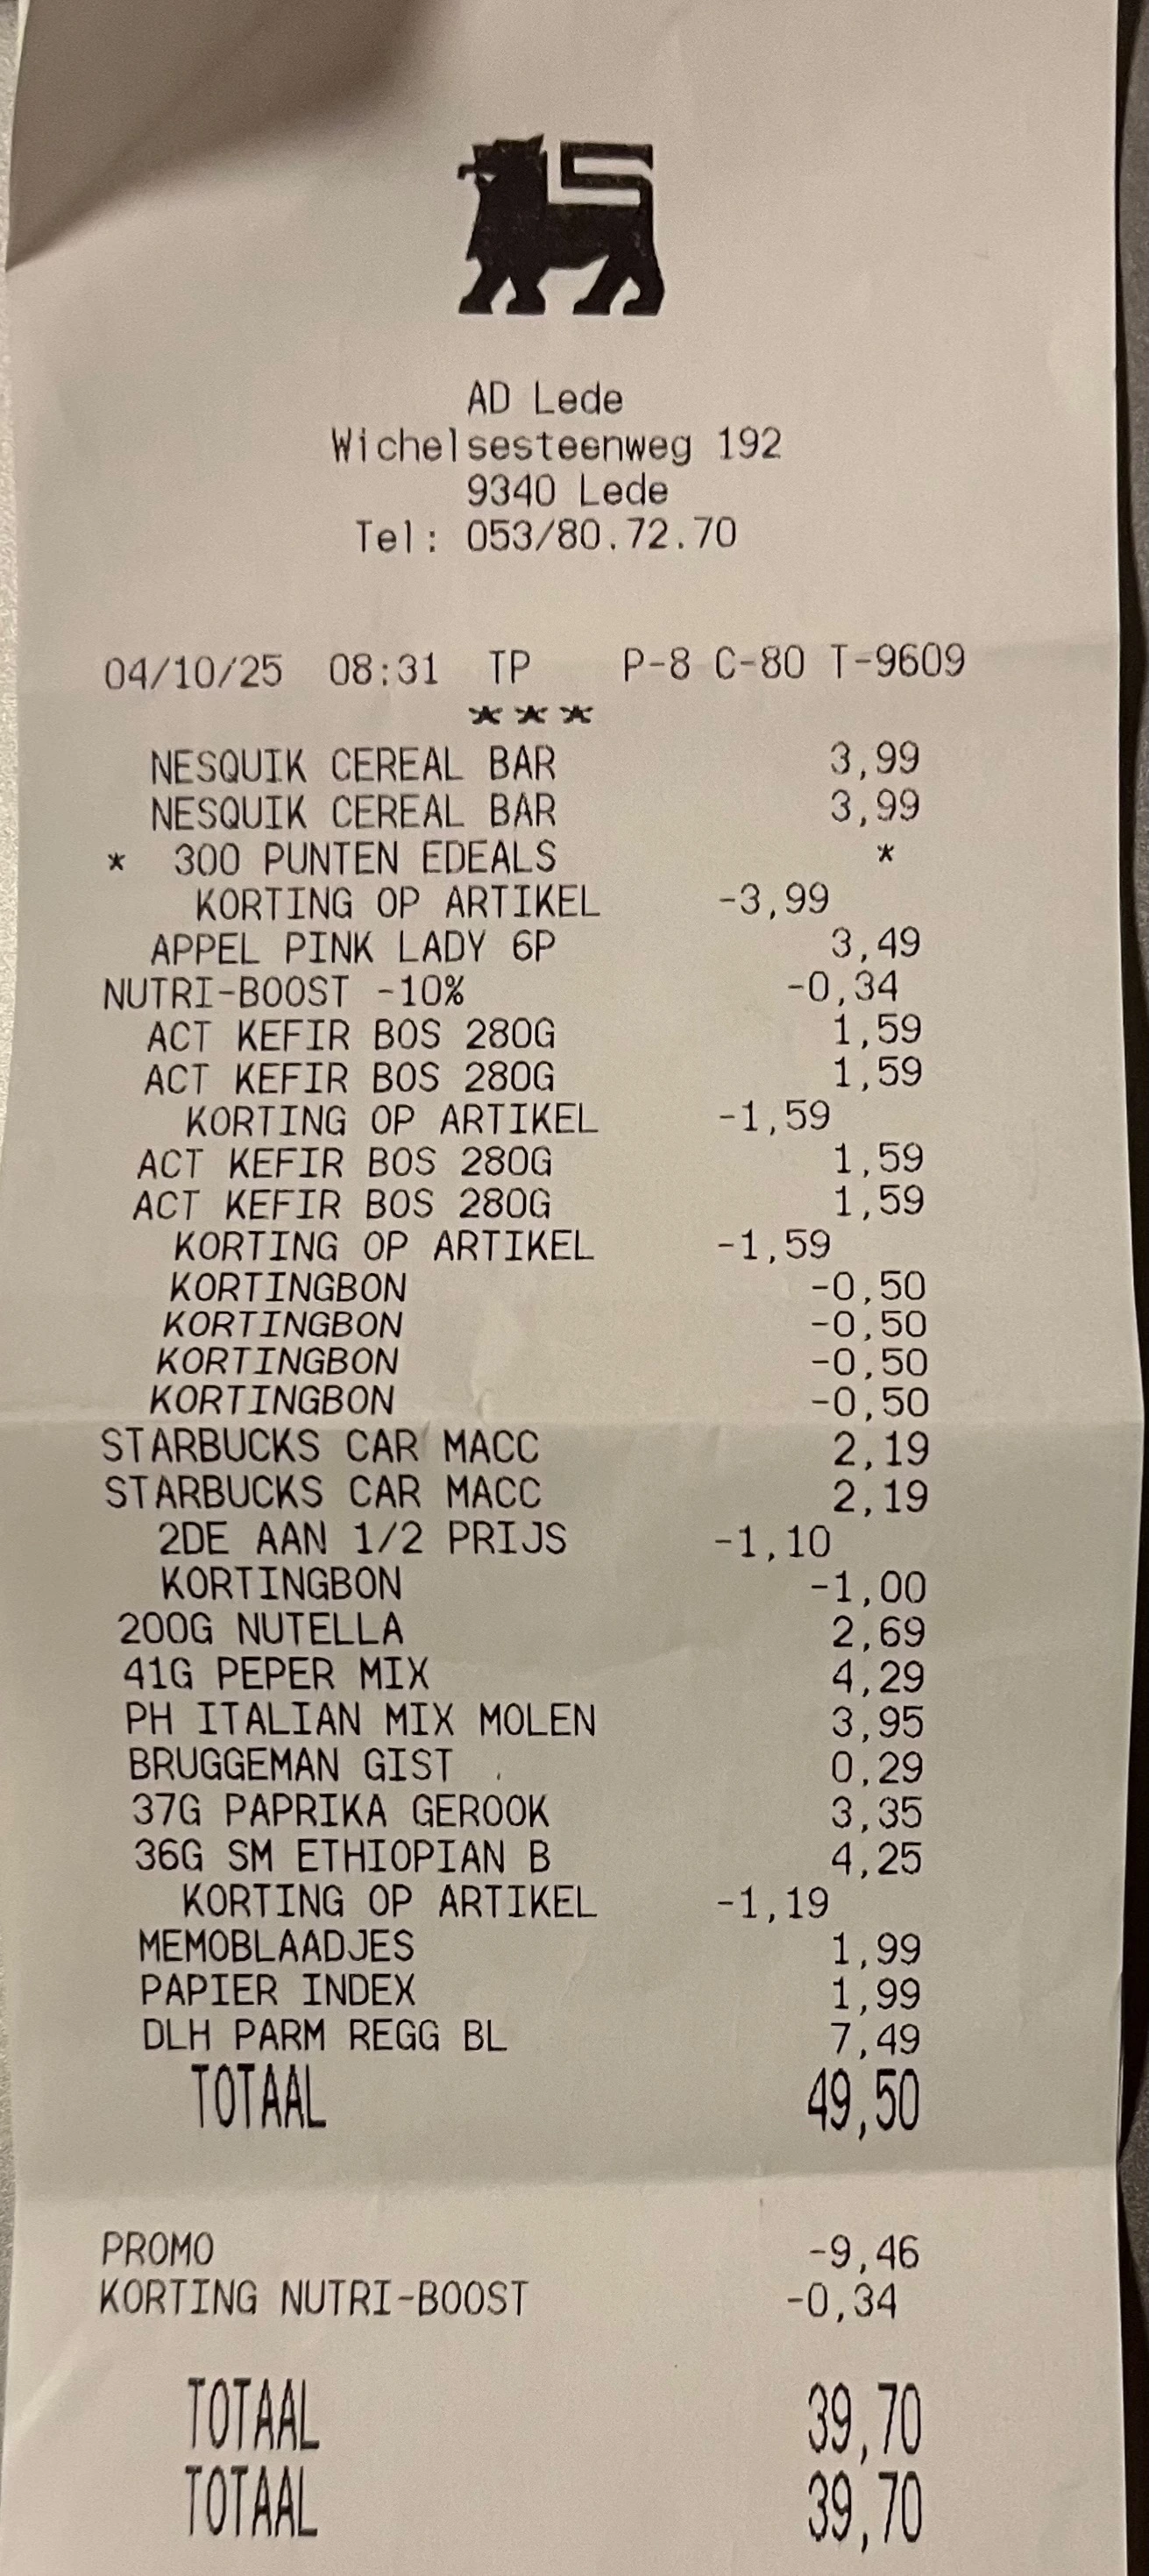 AD Lede
Wichelsesteenweg 192
9340 Lede
Tel: 053/80.72.70
04/10/25 08:31 TP P-8 C-80 T-9609
***
NESQUIK CEREAL BAR 3,99
NESQUIK CEREAL BAR 3,99
* 300 PUNTEN EDEALS *
KORTING OP ARTIKEL -3,99
APPEL PINK LADY 6P 3,49
NUTRI-BOOST -10% -0,34
ACT KEFIR BOS 280G 1,59
ACT KEFIR BOS 280G 1,59
KORTING OP ARTIKEL -1,59
ACT KEFIR BOS 280G 1,59
ACT KEFIR BOS 280G 1,59
KORTING OP ARTIKEL -1,59
KORTINGBON -0,50
KORTINGBON -0,50
KORTINGBON -0,50
KORTINGBON -0,50
STARBUCKS CAR MACC 2,19
STARBUCKS CAR MACC 2,19
2DE AAN 1/2 PRIJS -1,10
KORTINGBON -1,00
200G NUTELLA 2,69
41G PEPER MIX 4,29
PH ITALIAN MIX MOLEN 3,95
BRUGGEMAN GIST 0,29
37G PAPRIKA GEROOK 3,35
36G SM ETHIOPIAN B 4,25
KORTING OP ARTIKEL -1,19
MEMOBLAADJES 1,99
PAPIER INDEX 1,99
DLH PARM REGG BL 7,49
TOTAAL 49,50
PROMO -9,46
KORTING NUTRI-BOOST -0,34
TOTAAL 39,70
TOTAAL 39,70